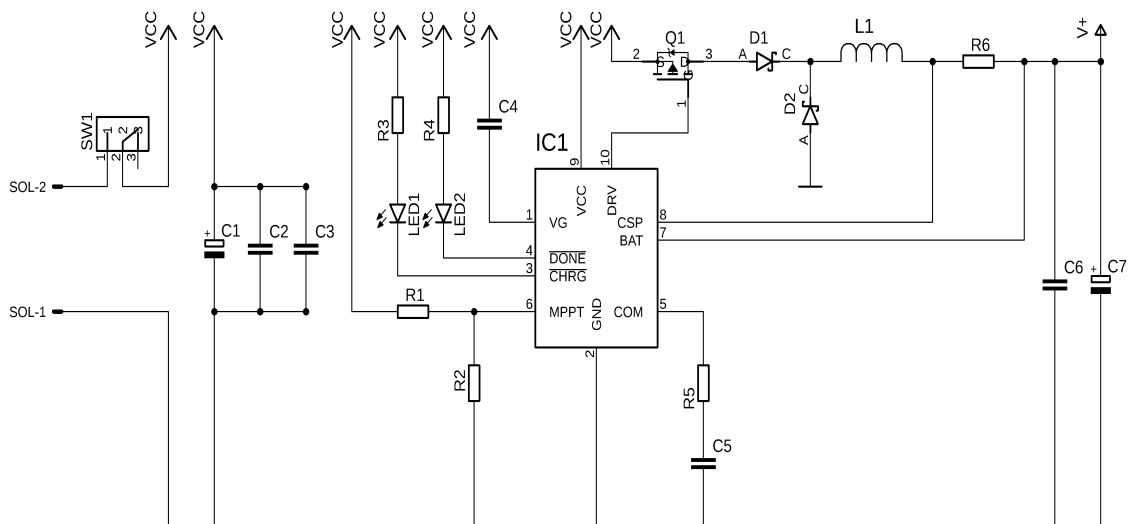 VCC VCC VCC VCC VCC VCC VCC VCC V+
L1
Q1 D1 R6
2 S D 3 A C
G
1
C
D2
A
SW1
1 2 3
1 2 3
R3 R4 C4
IC1
9 10
SOL-2
LED1 LED2
VCC DRV
1 VG CSP 8
BAT 7
4 DONE
3 CHRG
+ C1 C2 C3
C6 + C7
SOL-1
R1 6 MPPT GND COM 5
2
R2 R5
C5